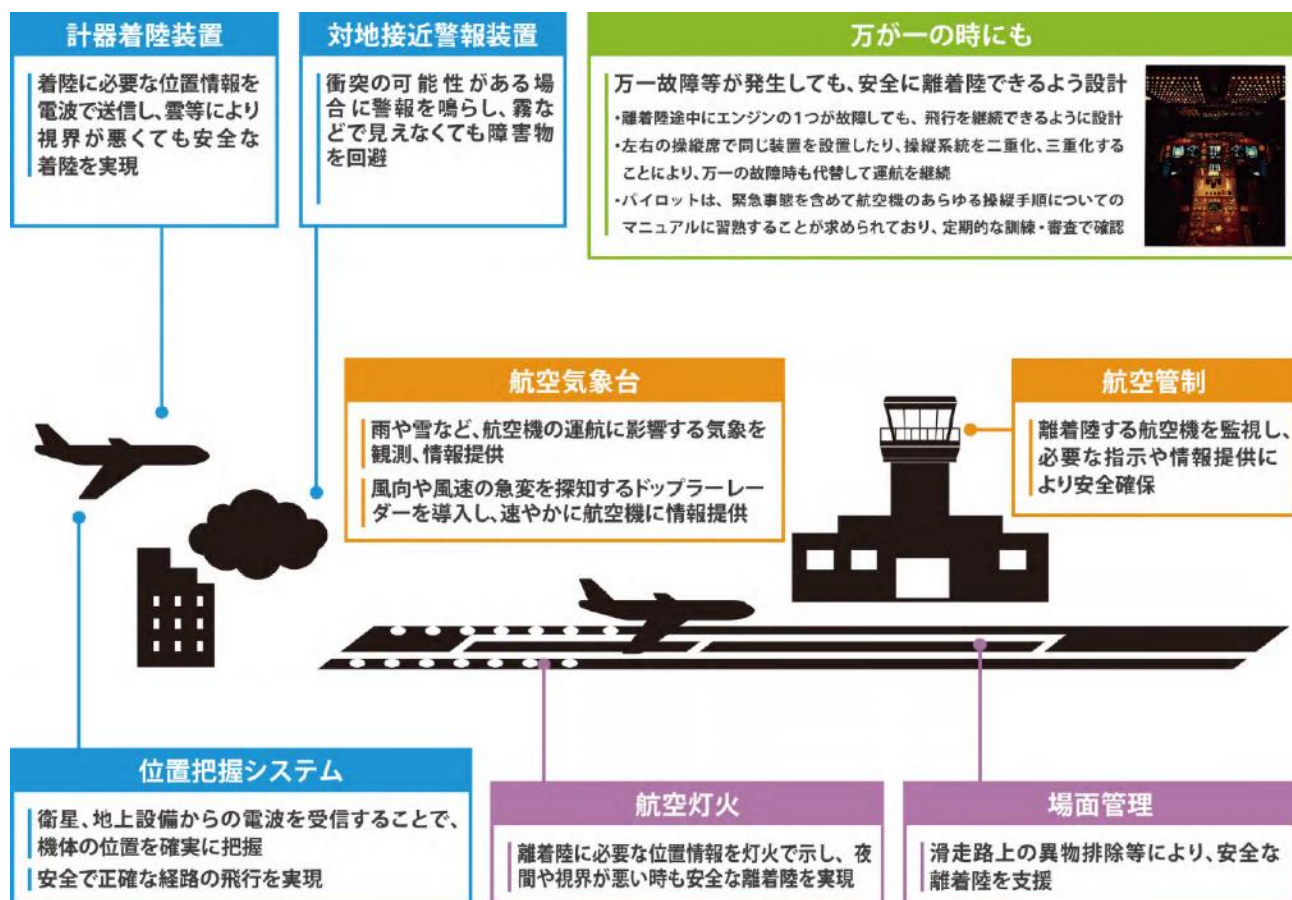 計器着陸装置
着陸に必要な位置情報を
電波で送信し、雲等により
視界が悪くても安全な
着陸を実現
対地接近警報装置
衝突の可能性がある場
合に警報を鳴らし、霧な
どで見えなくても障害物
を回避
万が一の時にも
万一故障等が発生しても、安全に離着陸できるよう設計
・離着陸途中にエンジンの1つが故障しても、飛行を継続できるように設計
・左右の操縦席で同じ装置を設置したり、操縦系統を二重化、三重化する
ことにより、万一の故障時も代替して運航を継続
・パイロットは、緊急事態を含めて航空機のあらゆる操縦手順についての
マニュアルに習熟することが求められており、定期的な訓練・審査で確認
航空気象台
雨や雪など、航空機の運航に影響する気象を
観測、情報提供
風向や風速の急変を探知するドップラーレー
ダーを導入し、速やかに航空機に情報提供
航空管制
離着陸する航空機を監視し、
必要な指示や情報提供に
より安全確保
位置把握システム
衛星、地上設備からの電波を受信することで、
機体の位置を確実に把握
安全で正確な経路の飛行を実現
航空灯火
離着陸に必要な位置情報を灯火で示し、夜
間や視界が悪い時も安全な離着陸を実現
場面管理
滑走路上の異物排除等により、安全な
離着陸を支援